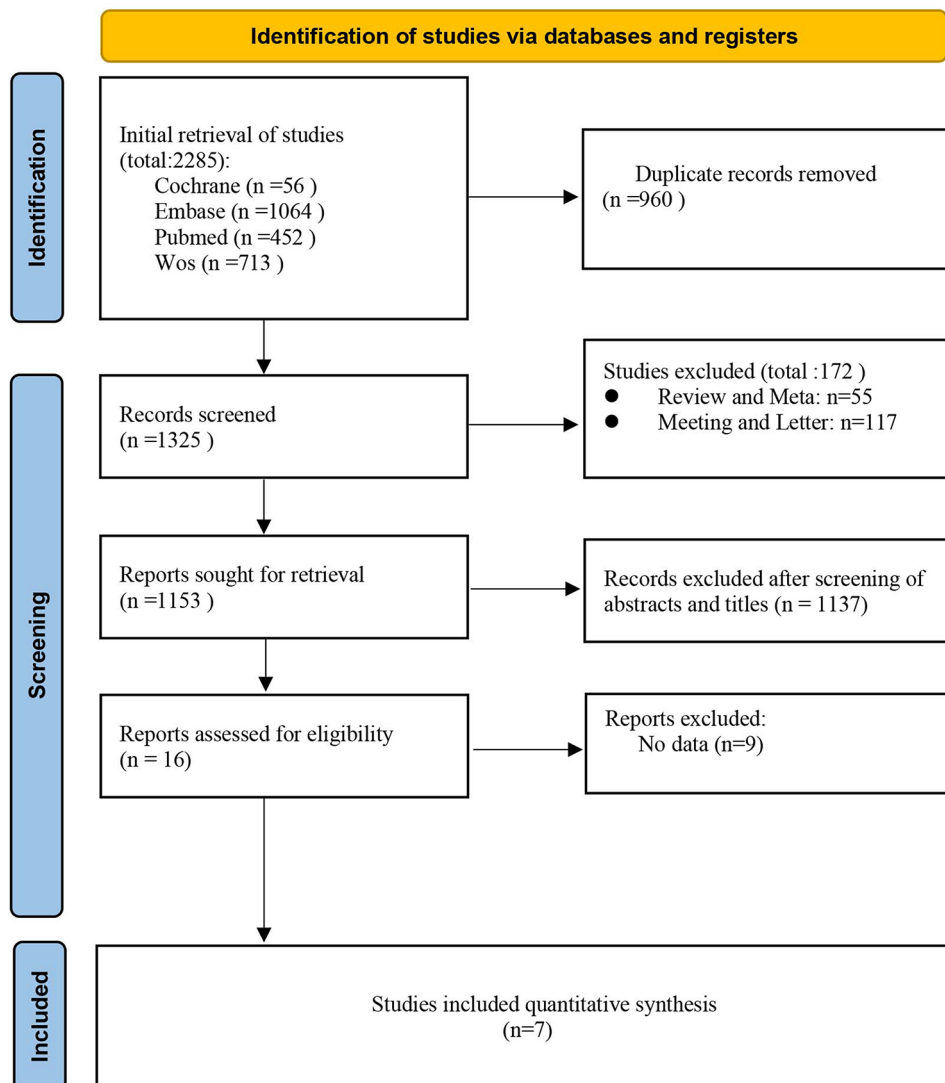 Identification of studies via databases and registers
Identification
Initial retrieval of studies
(total:2285):
Cochrane (n =56 )
Embase (n =1064 )
Pubmed (n =452 )
Wos (n =713 )
Duplicate records removed
(n =960 )
Screening
Records screened
(n =1325 )
Studies excluded (total :172 )
● Review and Meta: n=55
● Meeting and Letter: n=117
Reports sought for retrieval
(n =1153 )
Records excluded after screening of
abstracts and titles (n = 1137)
Reports assessed for eligibility
(n = 16)
Reports excluded:
No data (n=9)
Included
Studies included quantitative synthesis
(n=7)